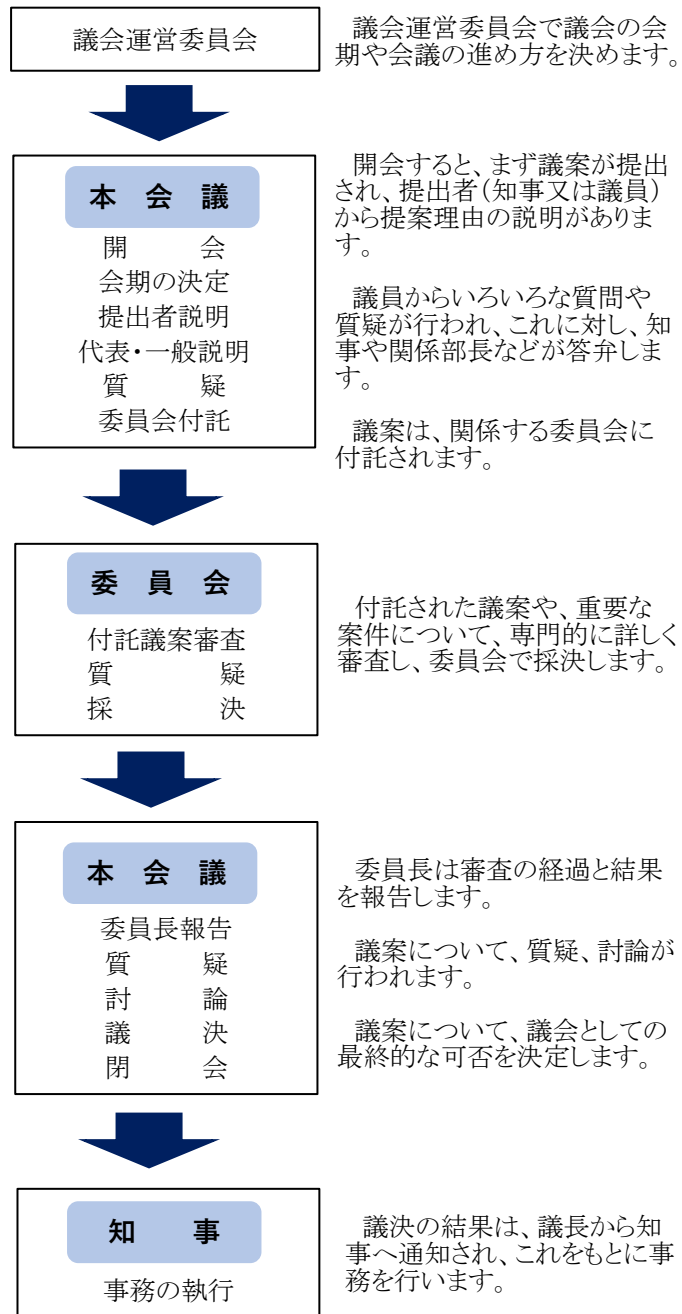 議会運営委員会
議会運営委員会で議会の会
期や会議の進め方を決めます。
本 会 議
開 会
会期の決定
提出者説明
代表・一般説明
質 疑
委員会付託
開会すると、まず議案が提出
され、提出者(知事又は議員)
から提案理由の説明がありま
す。
議員からいろいろな質問や
質疑が行われ、これに対し、知
事や関係部長などが答弁しま
す。
議案は、関係する委員会に
付託されます。
委 員 会
付託議案審査
質 疑
採 決
付託された議案や、重要な
案件について、専門的に詳しく
審査し、委員会で採決します。
本 会 議
委員長報告
質 疑
討 論
議 決
閉 会
委員長は審査の経過と結果
を報告します。
議案について、質疑、討論が
行われます。
議案について、議会としての
最終的な可否を決定します。
知 事
事務の執行
議決の結果は、議長から知
事へ通知され、これをもとに事
務を行います。